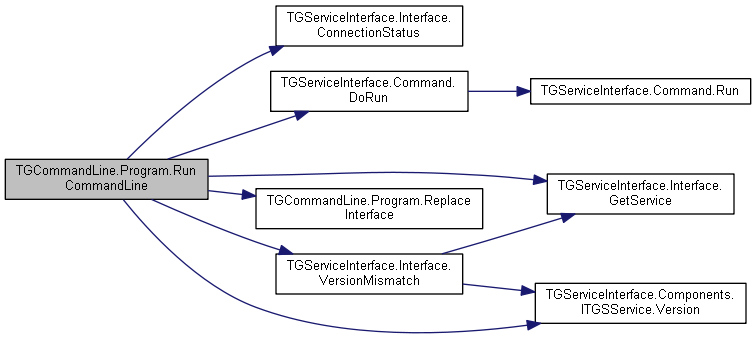 TGServiceInterface.Interface.
ConnectionStatus
TGServiceInterface.Command.
DoRun
TGServiceInterface.Command.Run
TGCommandLine.Program.Run
CommandLine
TGServiceInterface.Interface.
GetService
TGCommandLine.Program.Replace
Interface
TGServiceInterface.Interface.
VersionMismatch
TGServiceInterface.Components.
ITGSService.Version